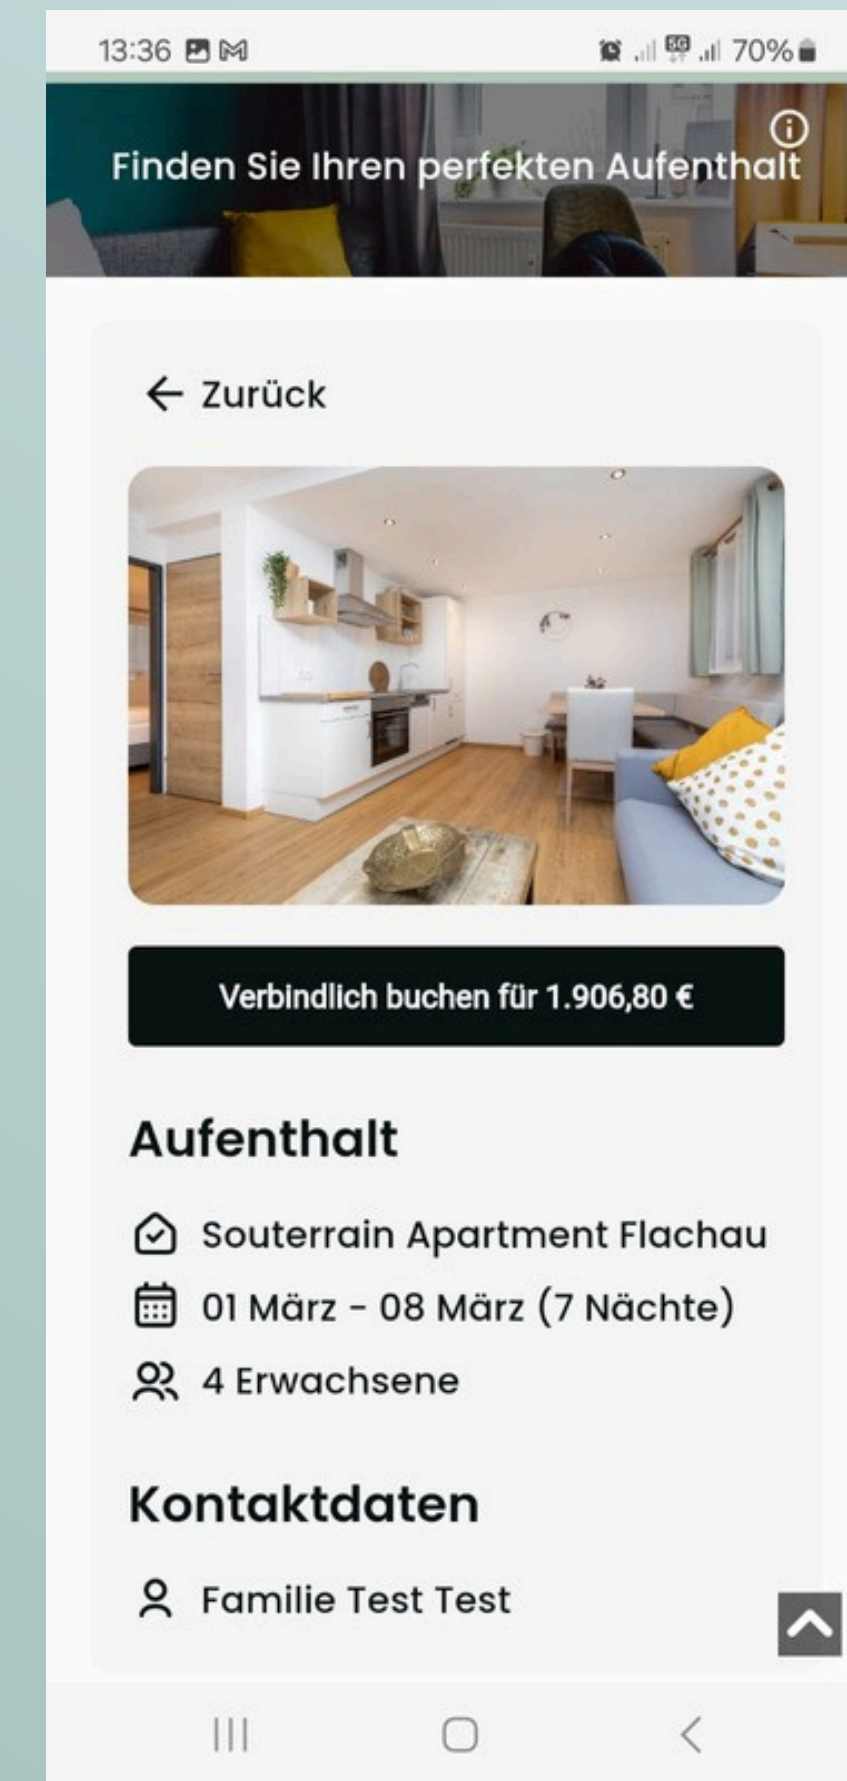 13:36
5G
70%
Finden Sie Ihren perfekten Aufenthalt
Zurück
Verbindlich buchen für 1.906,80 €
Aufenthalt
Souterrain Apartment Flachau
01 März - 08 März (7 Nächte)
4 Erwachsene
Kontaktdaten
Familie Test Test